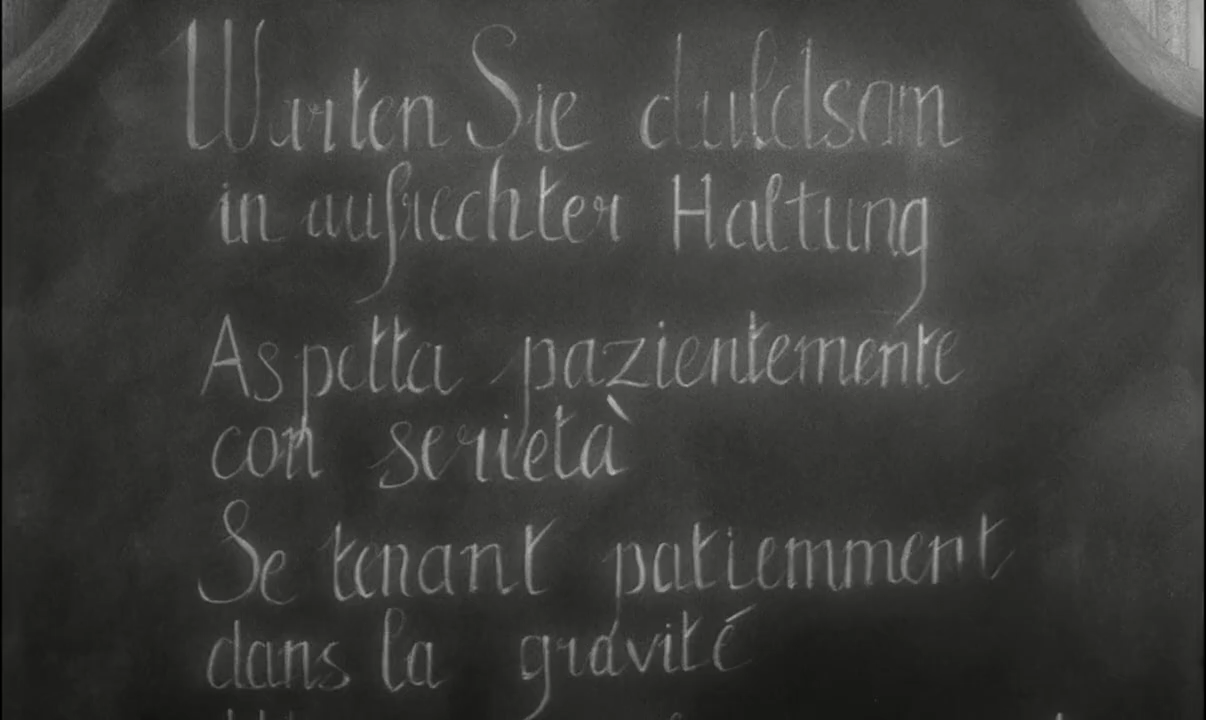 Warten Sie duldsam
in aufrechter Haltung
Aspetta pazientemente
con serietà
Se tenant patiemment
dans la gravité